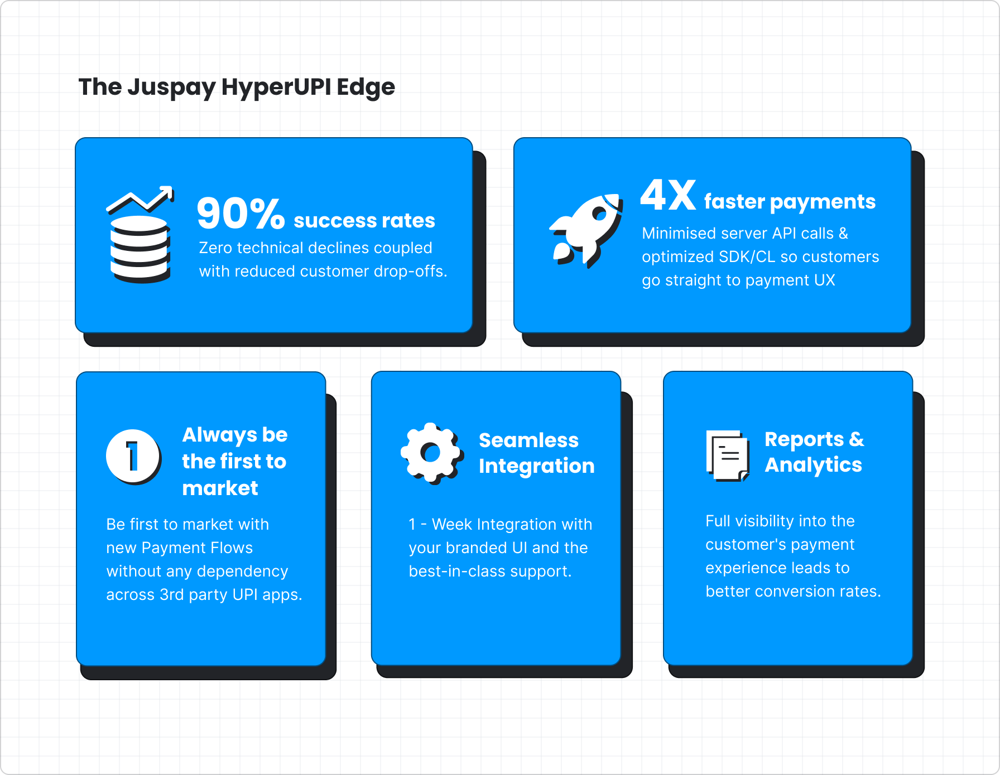 The Juspay HyperUPI Edge
90% success rates
Zero technical declines coupled
with reduced customer drop-offs.
4X faster payments
Minimised server API calls &
optimized SDK/CL so customers
go straight to payment UX
1
Always be
the first to
market
Be first to market with
new Payment Flows
without any dependency
across 3rd party UPI apps.
Seamless
Integration
1 - Week Integration with
your branded UI and the
best-in-class support.
Reports &
Analytics
Full visibility into the
customer's payment
experience leads to
better conversion rates.